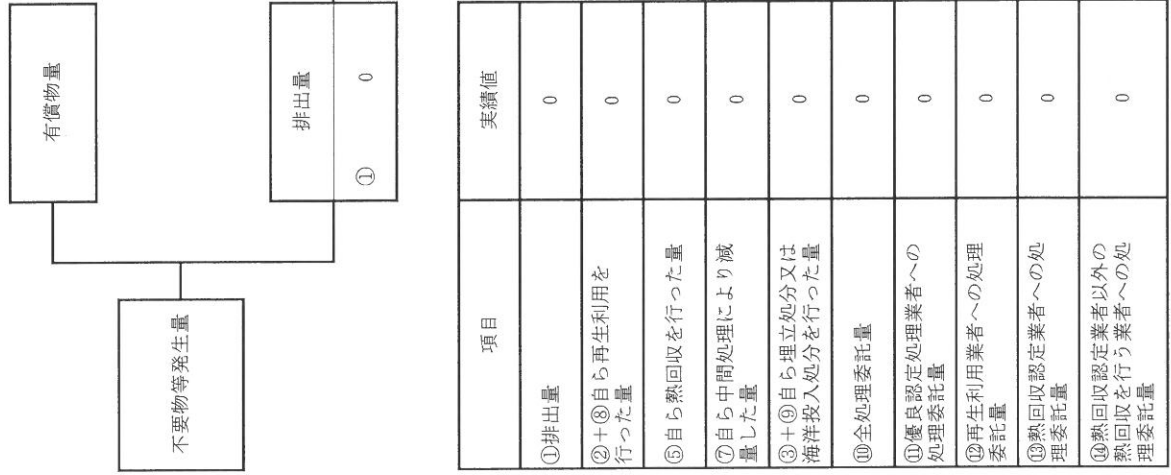 有償物量
不要物等発生量
排出量
① 0
項目 実績値
①排出量 0
②+⑧自ら再生利用を
行った量 0
⑤自ら熱回収を行った量 0
⑦自ら中間処理により減
量した量 0
③+⑨自ら埋立処分又は
海洋投入処分を行った量 0
⑩全処理委託量 0
⑪優良認定処理業者への
処理委託量 0
⑫再生利用業者への処理
委託量 0
⑬熱回収認定業者への処
理委託量 0
⑭熱回収認定業者以外の
熱回収を行う業者への処
理委託量 0